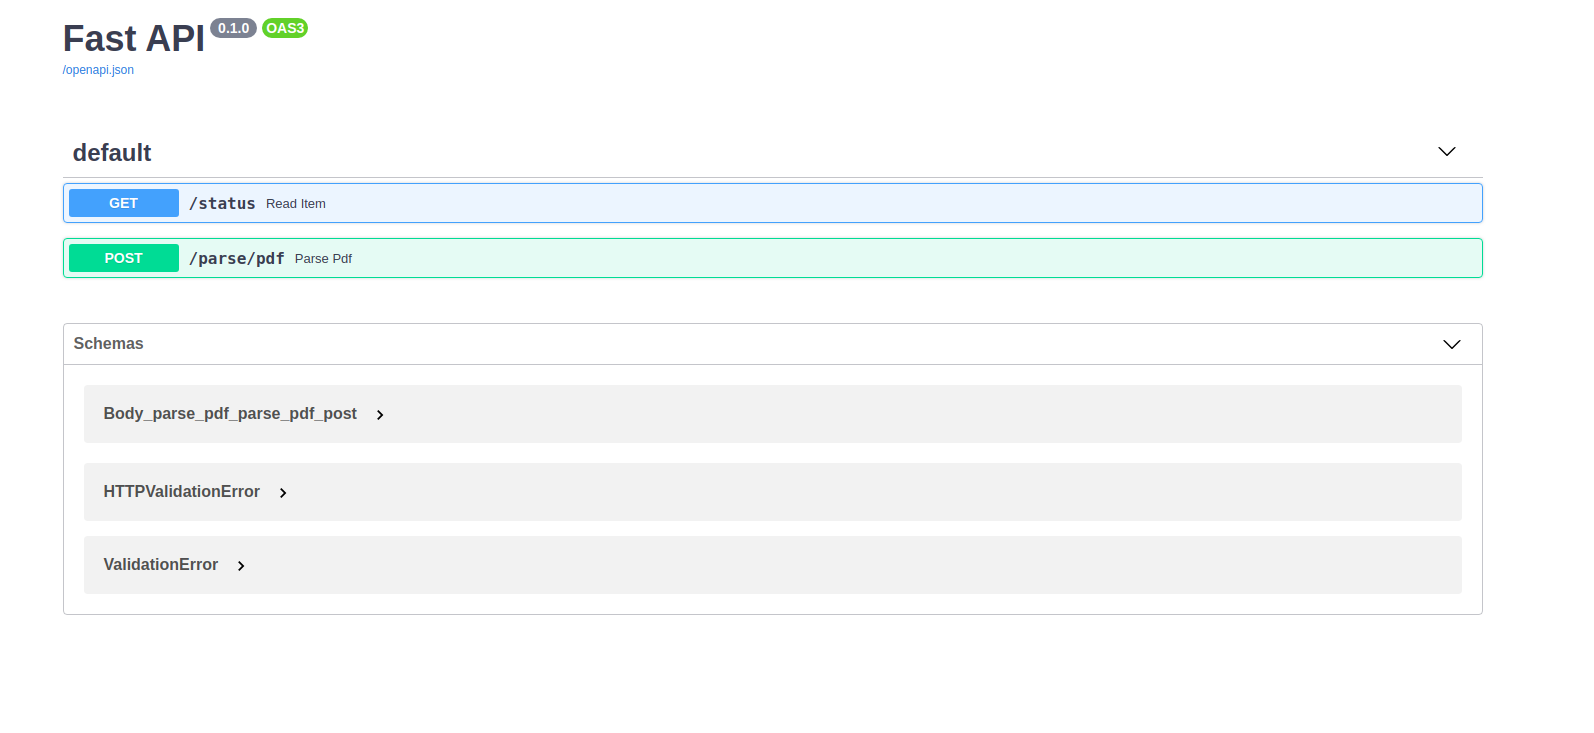 Fast API 0.1.0 OAS3
/openapi.json
default
GET /status Read Item
POST /parse/pdf Parse Pdf
Schemas
Body_parse_pdf_parse_pdf_post
HTTPValidationError
ValidationError